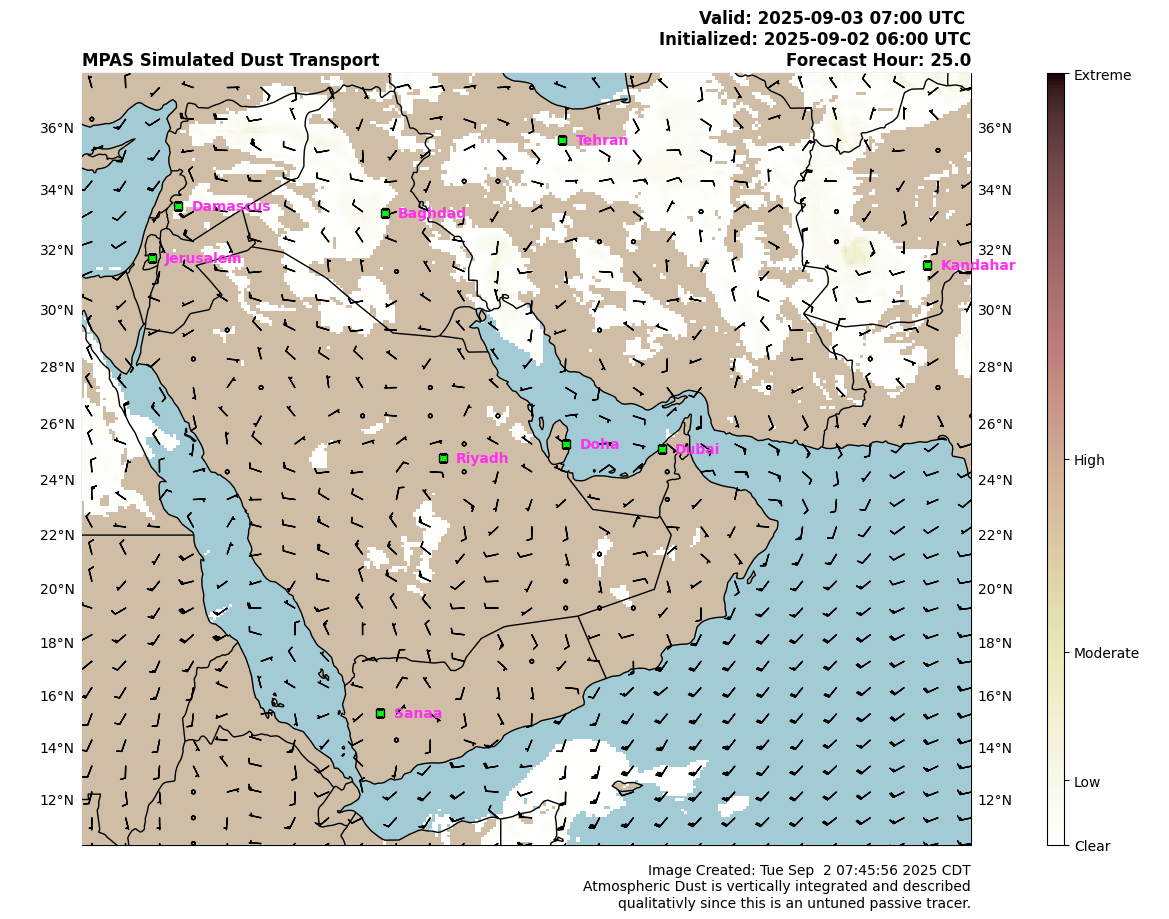 Valid: 2025-09-03 07:00 UTC
Initialized: 2025-09-02 06:00 UTC
MPAS Simulated Dust Transport Forecast Hour: 25.0
Extreme
36°N 36°N
Tehran
34°N 34°N
Damascus
Baghdad
32°N 32°N
Jerusalem
Kandahar
30°N 30°N
28°N 28°N
26°N 26°N
Doha
Dubai
Riyadh
High
24°N 24°N
22°N 22°N
20°N 20°N
18°N 18°N
Moderate
16°N 16°N
Sanaa
14°N 14°N
Low
12°N 12°N
Clear
Image Created: Tue Sep  2 07:45:56 2025 CDT
Atmospheric Dust is vertically integrated and described
qualitativly since this is an untuned passive tracer.